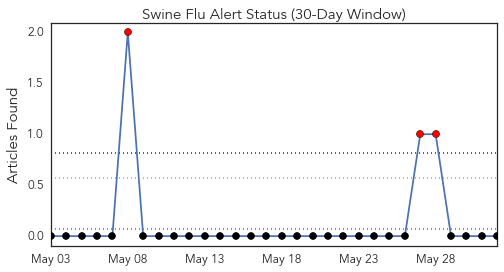 Swine Flu Alert Status (30-Day Window)
Articles Found
2.0
1.5
1.0
0.5
0.0
May 03 May 08 May 13 May 18 May 23 May 28